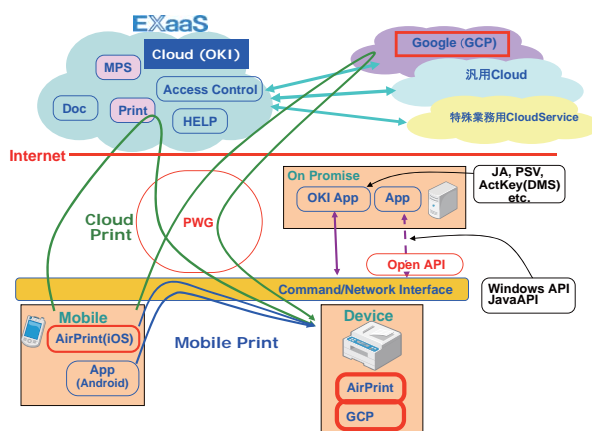 EXaaS
Cloud (OKI)
MPS
Access Control
Doc
Print
HELP
Google (GCP)
汎用Cloud
特殊業務用CloudService
Internet
Cloud
Print
PWG
On Promise
OKI App
App
JA, PSV,
ActKey(DMS)
etc.
Open API
Windows API
JavaAPI
Command/Network Interface
Mobile
AirPrint(iOS)
App
(Android)
Mobile Print
Device
AirPrint
GCP